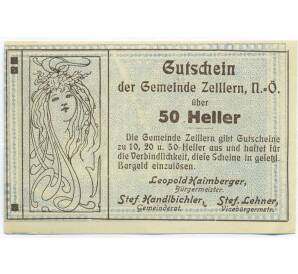 Gutschein
der Gemeinde Zeillern, N.-Ö.
über
50 Heller
Die Gemeinde Zeillern gibt Gutscheine
zu 10, 20 u. 50-Heller aus und haftet für
die Verbindlichkeit, diese Scheine in gesetzl.
Bargeld einzulösen.
Leopold Haimberger,
Bürgermeister.
Stef. Handlbichler, Stef. Lehner,
Gemeinderat. Vicebürgermstr.